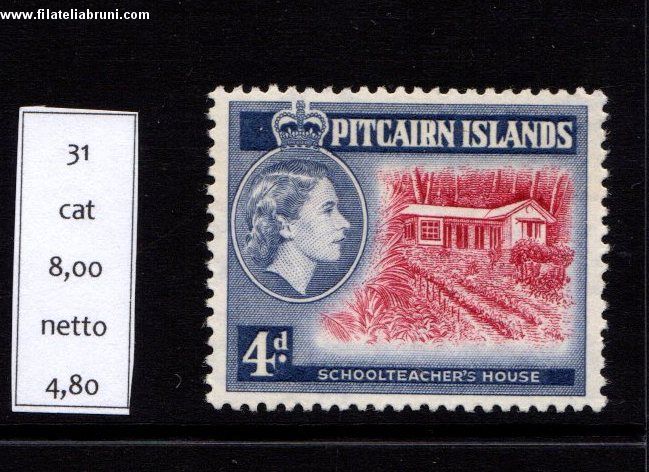 www.filateliabruni.com
31
cat
8,00
netto
4,80
PITCAIRN ISLANDS
4d.
SCHOOLTEACHER'S HOUSE